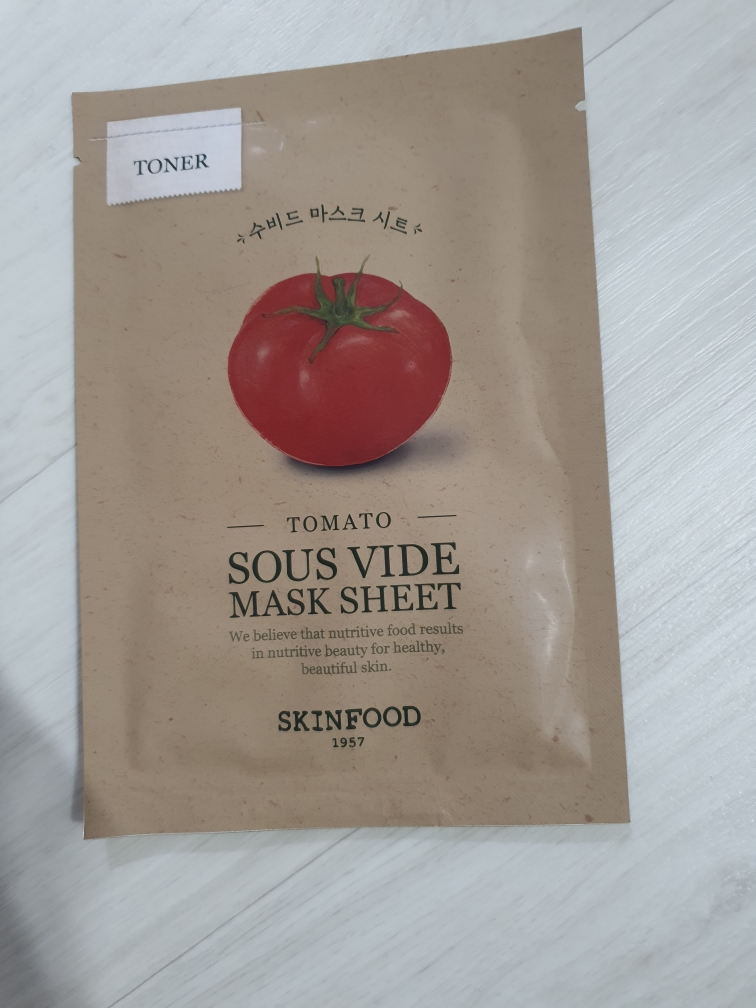 TONER
수비드 마스크 시트
TOMATO
SOUS VIDE
MASK SHEET
We believe that nutritive food results
in nutritive beauty for healthy,
beautiful skin.
SKINFOOD
1957